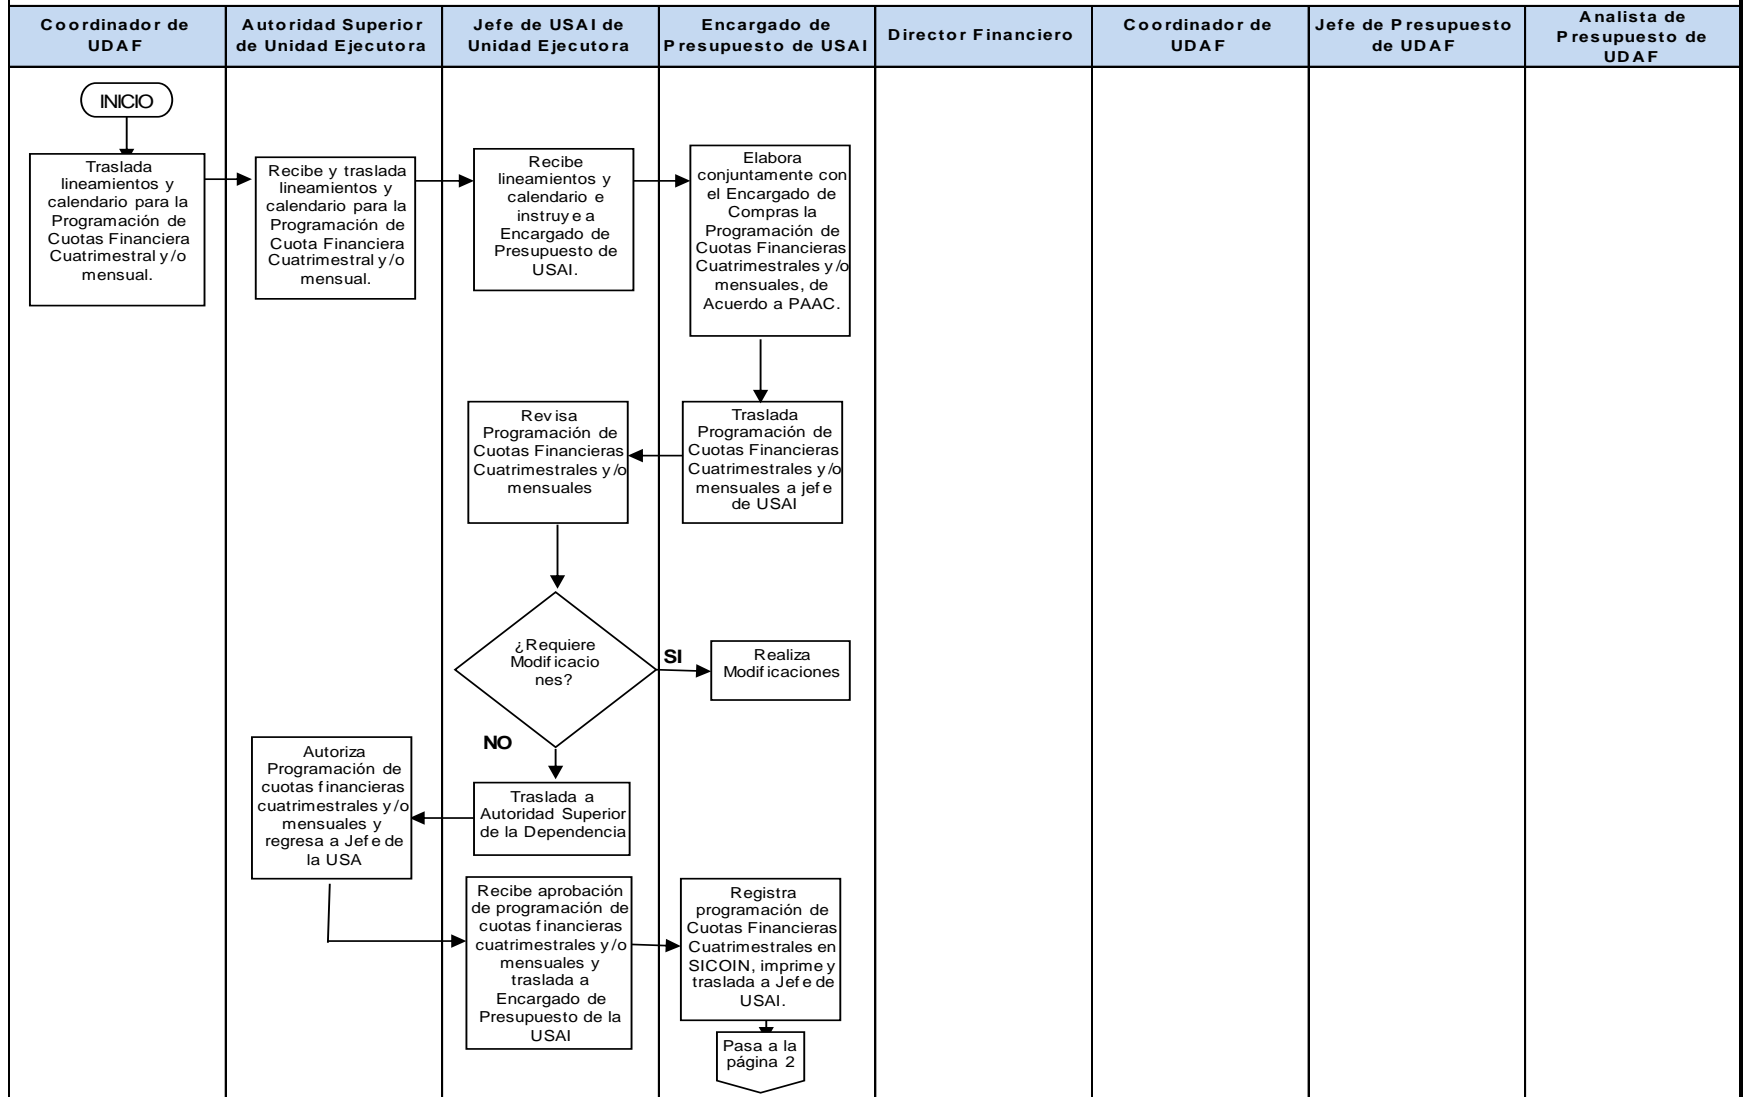 Coordinador de
UDAF
Autoridad Superior
de Unidad Ejecutora
Jefe de USAI de
Unidad Ejecutora
Encargado de
Presupuesto de USAI
Director Financiero
Coordinador de
UDAF
Jefe de Presupuesto
de UDAF
Analista de
Presupuesto de
UDAF
INICIO
Traslada
lineamientos y
calendario para la
Programación de
Cuotas Financiera
Cuatrimestral y/o
mensual.
Recibe y traslada
lineamientos y
calendario para la
Programación de
Cuota Financiera
Cuatrimestral y/o
mensual.
Recibe
lineamientos y
calendario e
instruye a
Encargado de
Presupuesto de
USAI.
Elabora
conjuntamente con
el Encargado de
Compras la
Programación de
Cuotas Financieras
Cuatrimestrales y/o
mensuales, de
Acuerdo a PAAC.
Revisa
Programación de
Cuotas Financieras
Cuatrimestrales y/o
mensuales
Traslada
Programación de
Cuotas Financieras
Cuatrimestrales y/o
mensuales a jefe
de USAI
¿Requiere
Modificacio
nes?
SI
Realiza
Modificaciones
NO
Autoriza
Programación de
cuotas financieras
cuatrimestrales y/o
mensuales y
regresa a Jefe de
la USA
Traslada a
Autoridad Superior
de la Dependencia
Recibe aprobación
de programación de
cuotas financieras
cuatrimestrales y/o
mensuales y
traslada a
Encargado de
Presupuesto de la
USAI
Registra
programación de
Cuotas Financieras
Cuatrimestrales en
SICOIN, imprime y
traslada a Jefe de
USAI.
Pasa a la
página 2